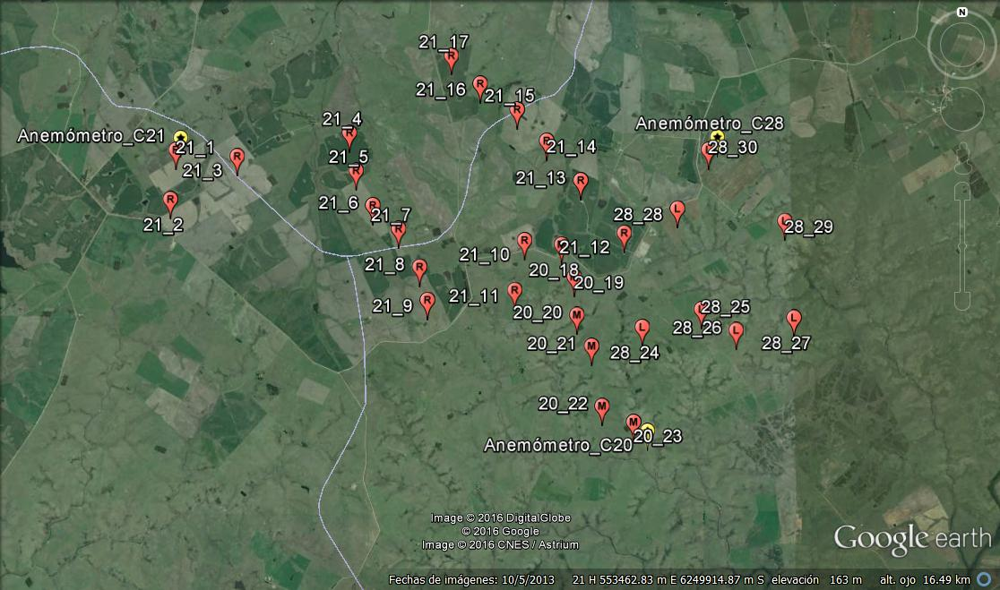 N
21_17
R
21_16
R
21_15
R
21_4
R
Anemómetro_C21
21_1
R
R
21_3
21_5
R
R
21_14
Anemómetro_C28
L
28_30
21_13
R
R
21_2
21_6
R
21_7
R
28_28
L
R
L
28_29
21_10
R
R
21_12
21_8
R
20_18
20_19
21_9
R
21_11
R
20_20
M
28_25
L
28_26
L
L
28_27
20_21
M
L
28_24
20_22
M
M
20_23
Anemómetro_C20
Image © 2016 DigitalGlobe
© 2016 Google
Image © 2016 CNES / Astrium
Google earth
Fechas de imágenes: 10/5/2013 21 H 553462.83 m E 6249914.87 m S elevación 163 m alt. ojo 16.49 km